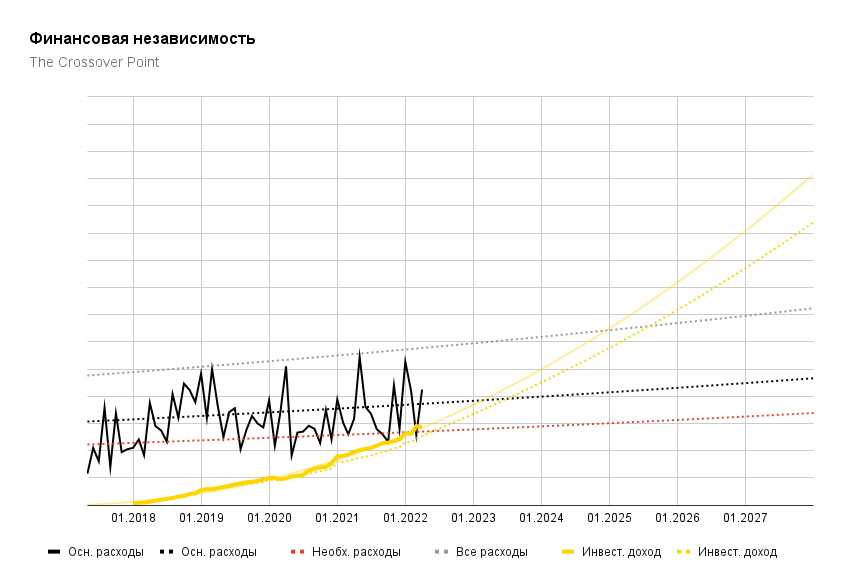 Финансовая независимость
The Crossover Point
01.2018 01.2019 01.2020 01.2021 01.2022 01.2023 01.2024 01.2025 01.2026 01.2027
Осн. расходы Осн. расходы Необх. расходы Все расходы Инвест. доход Инвест. доход